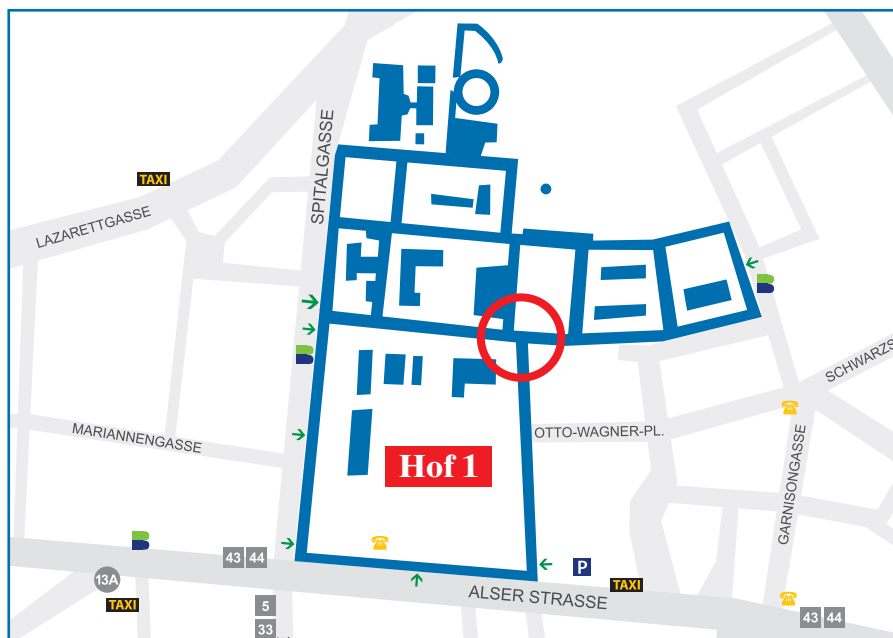 SPITALGASSE
TAXI
LAZARETTGASSE
SCHWARZS
MARIANNENGASSE
OTTO-WAGNER-PL.
Hof 1
GARNISONGASSE
43 44
P
13A
TAXI
TAXI
ALSER STRASSE
5
33
43 44